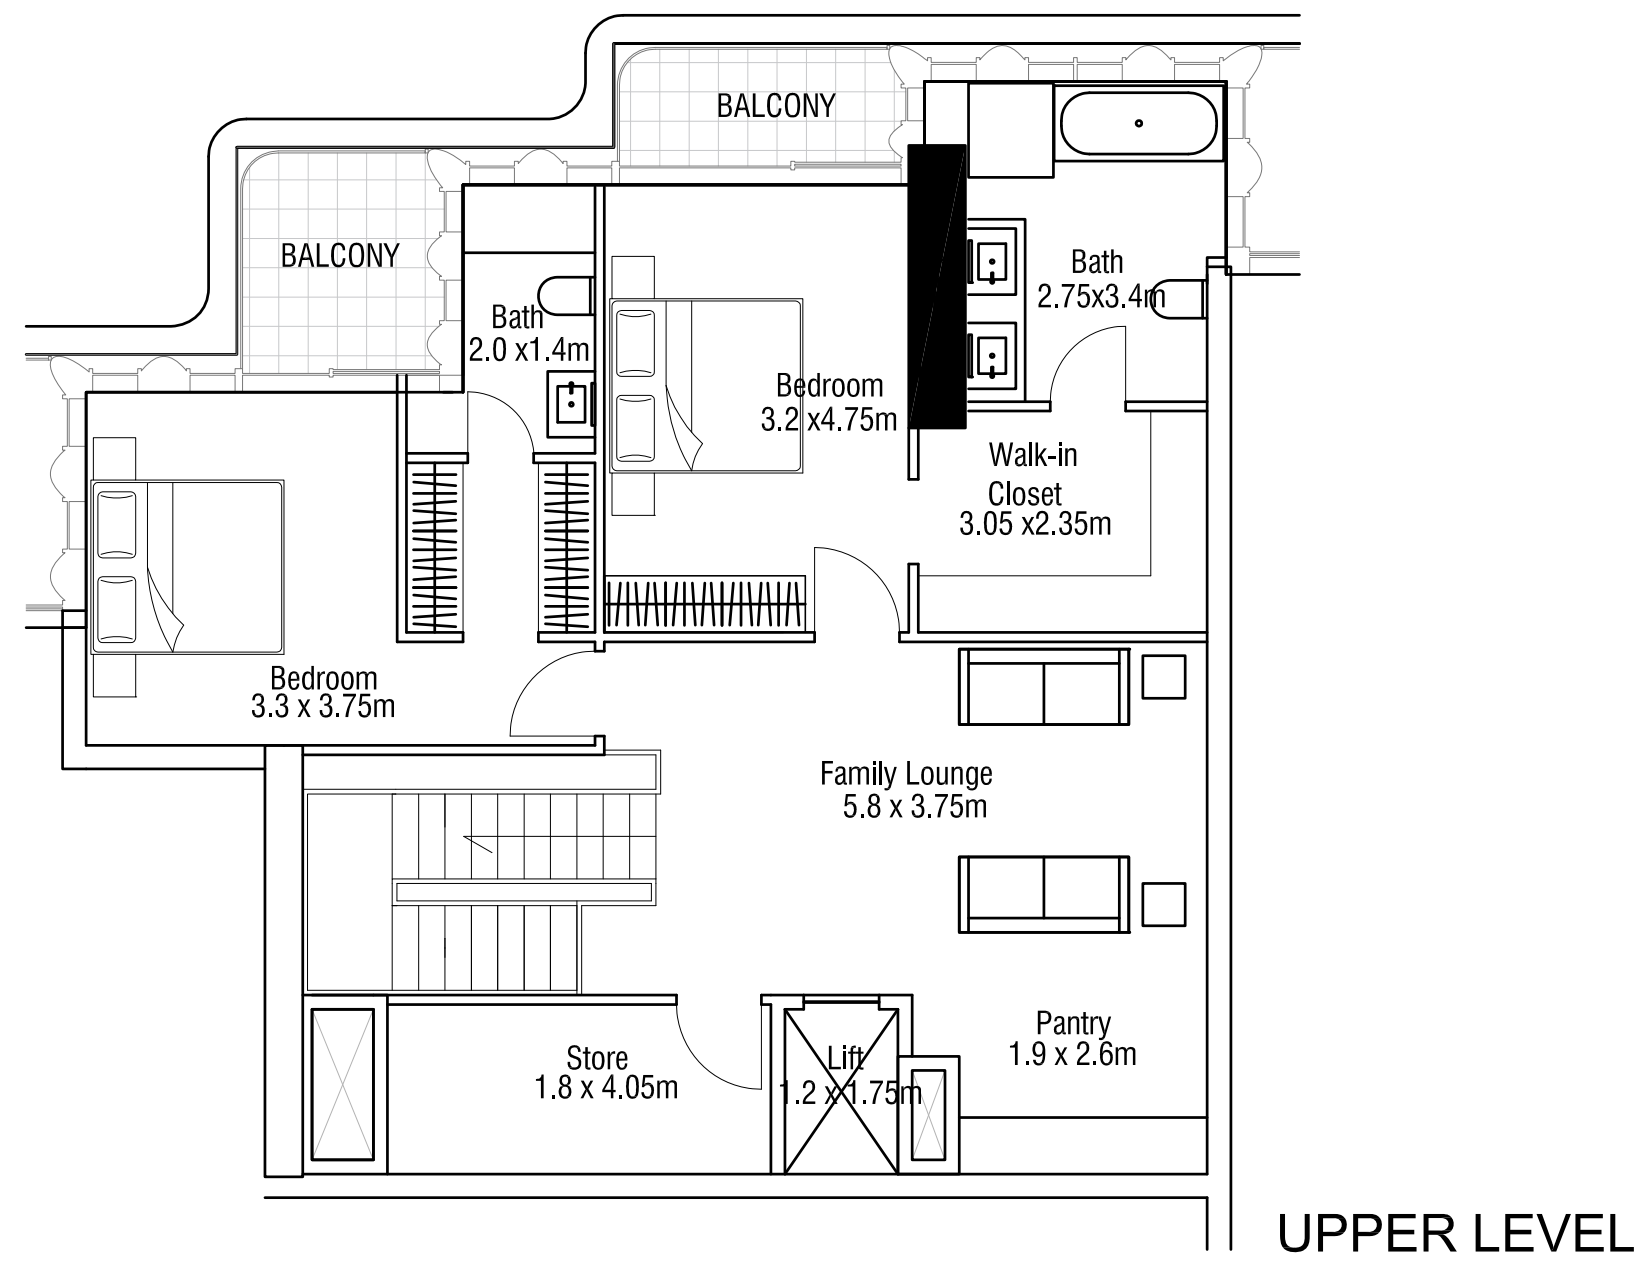 BALCONY
BALCONY
Bath
2.75x3.4m
Bath
2.0 x1.4m
Bedroom
3.2 x4.75m
Walk-in
Closet
3.05 x2.35m
Bedroom
3.3 x 3.75m
Family Lounge
5.8 x 3.75m
Pantry
1.9 x 2.6m
Store
1.8 x 4.05m
Lift
1.2 x 1.75m
UPPER LEVEL